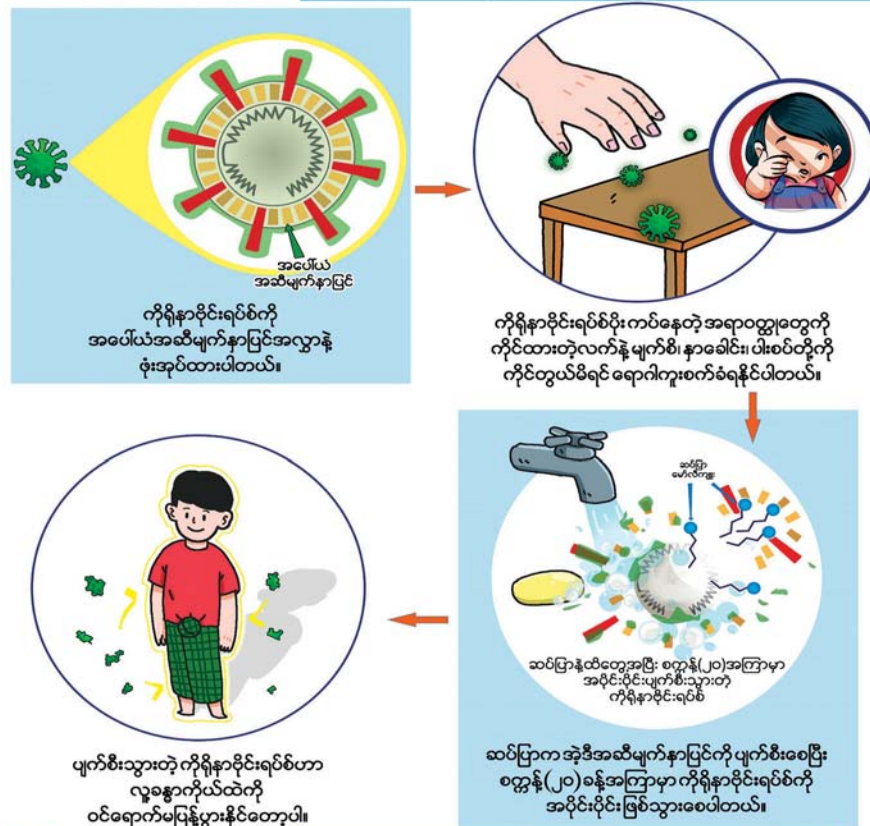 အပေါ်ယံ
အဆီမျက်နှာပြင်
ကိုရိုနာဗိုင်းရပ်စ်ကို
အပေါ်ယံအဆီမျက်နှာပြင်အလွှာနဲ့
ဖုံးအုပ်ထားပါတယ်။
ကိုရိုနာဗိုင်းရပ်စ်ပိုး ကပ်နေတဲ့ အရာဝတ္ထုတွေကို
ကိုင်ထားတဲ့လက်နဲ့ မျက်စိ၊ နှာခေါင်း၊ ပါးစပ်တို့ကို
ကိုင်တွယ်မိရင် ရောဂါကူးစက်ခံရနိုင်ပါတယ်။
ဆပ်ပြာ
မော်လီကျူး
ဆပ်ပြာနဲ့ထိတွေ့အပြီး စက္ကန့်(၂၀)အကြာမှာ
အပိုင်းပိုင်းပျက်စီးသွားတဲ့
ကိုရိုနာဗိုင်းရပ်စ်
ဆပ်ပြာက အဲ့ဒီအဆီမျက်နှာပြင်ကို ပျက်စီးစေပြီး
စက္ကန့်(၂၀)ခန့်အကြာမှာ ကိုရိုနာဗိုင်းရပ်စ်ကို
အပိုင်းပိုင်း ဖြစ်သွားစေပါတယ်။
ပျက်စီးသွားတဲ့ ကိုရိုနာဗိုင်းရပ်စ်ဟာ
လူ့ခန္ဓာကိုယ်ထဲကို
ဝင်ရောက်မပြန့်ပွားနိုင်တော့ပါ။